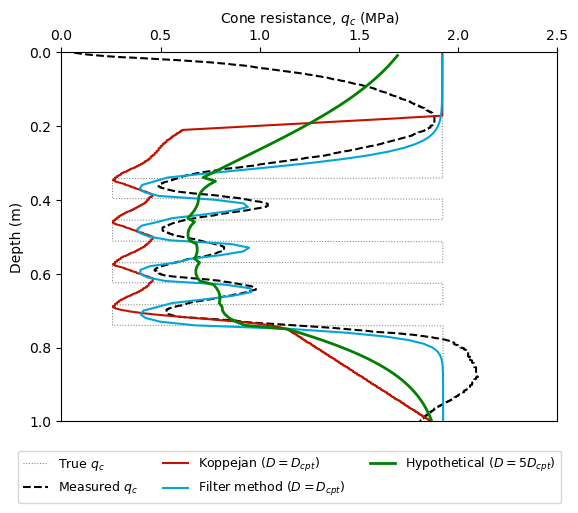 Cone resistance, q_c (MPa)
0.0 0.5 1.0 1.5 2.0 2.5
Depth (m)
0.0
0.2
0.4
0.6
0.8
1.0
True q_c
Measured q_c
Koppejan (D = D_cpt)
Filter method (D = D_cpt)
Hypothetical (D = 5D_cpt)